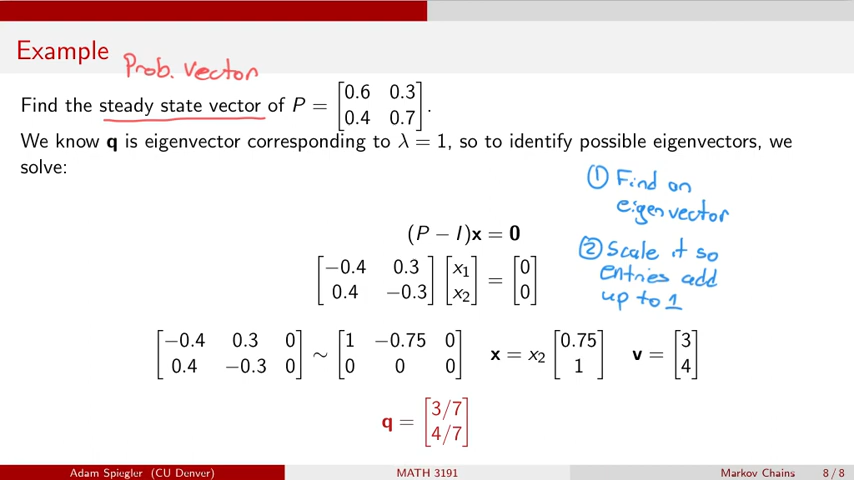 Example
Prob. vector
Find the steady state vector of P = [0.6 0.3
0.4 0.7].
We know q is eigenvector corresponding to λ = 1, so to identify possible eigenvectors, we
solve:
① Find an
eigenvector
② Scale it so
entries add
up to 1
(P − I)x = 0
[−0.4 0.3
0.4 −0.3] [x₁
x₂] = [0
0]
[−0.4 0.3 0
0.4 −0.3 0] ~ [1 −0.75 0
0 0 0] x = x₂ [0.75
1] v = [3
4]
q = [3/7
4/7]
Adam Spiegler (CU Denver) MATH 3191 Markov Chains 8 / 8